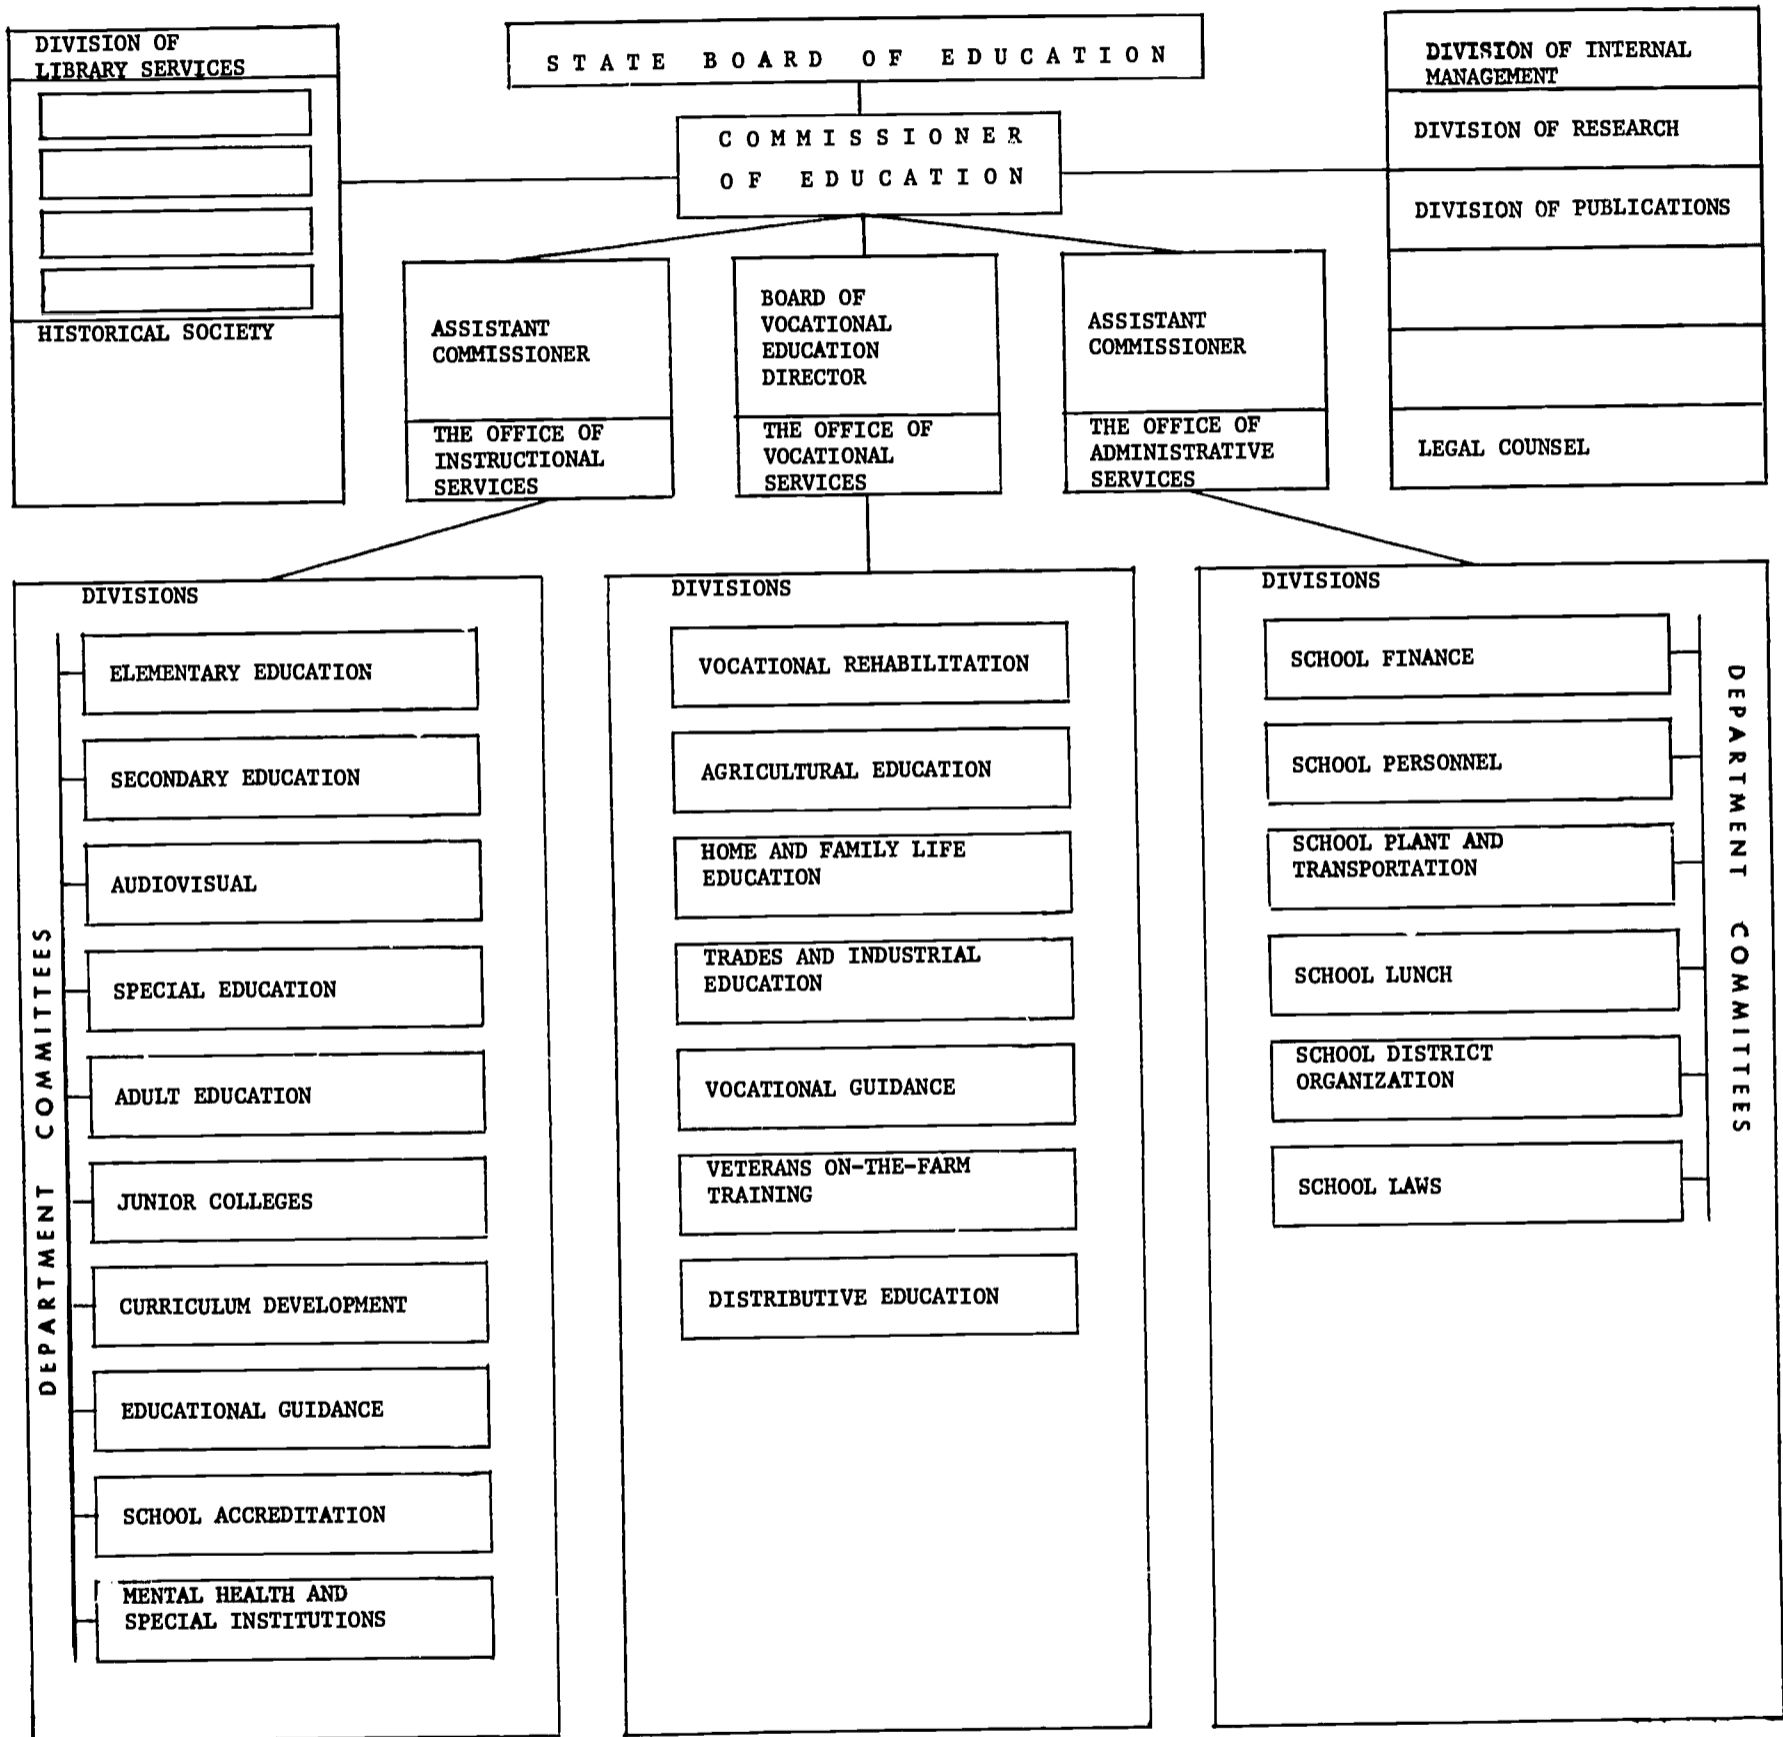 DIVISION OF
LIBRARY SERVICES
HISTORICAL SOCIETY
STATE BOARD OF EDUCATION
COMMISSIONER
OF EDUCATION
DIVISION OF INTERNAL
MANAGEMENT
DIVISION OF RESEARCH
DIVISION OF PUBLICATIONS
LEGAL COUNSEL
ASSISTANT
COMMISSIONER
THE OFFICE OF
INSTRUCTIONAL
SERVICES
BOARD OF
VOCATIONAL
EDUCATION
DIRECTOR
THE OFFICE OF
VOCATIONAL
SERVICES
ASSISTANT
COMMISSIONER
THE OFFICE OF
ADMINISTRATIVE
SERVICES
DIVISIONS
DEPARTMENT COMMITTEES
ELEMENTARY EDUCATION
SECONDARY EDUCATION
AUDIOVISUAL
SPECIAL EDUCATION
ADULT EDUCATION
JUNIOR COLLEGES
CURRICULUM DEVELOPMENT
EDUCATIONAL GUIDANCE
SCHOOL ACCREDITATION
MENTAL HEALTH AND
SPECIAL INSTITUTIONS
DIVISIONS
VOCATIONAL REHABILITATION
AGRICULTURAL EDUCATION
HOME AND FAMILY LIFE
EDUCATION
TRADES AND INDUSTRIAL
EDUCATION
VOCATIONAL GUIDANCE
VETERANS ON-THE-FARM
TRAINING
DISTRIBUTIVE EDUCATION
DIVISIONS
SCHOOL FINANCE
SCHOOL PERSONNEL
SCHOOL PLANT AND
TRANSPORTATION
SCHOOL LUNCH
SCHOOL DISTRICT
ORGANIZATION
SCHOOL LAWS
DEPARTMENT COMMITTEES